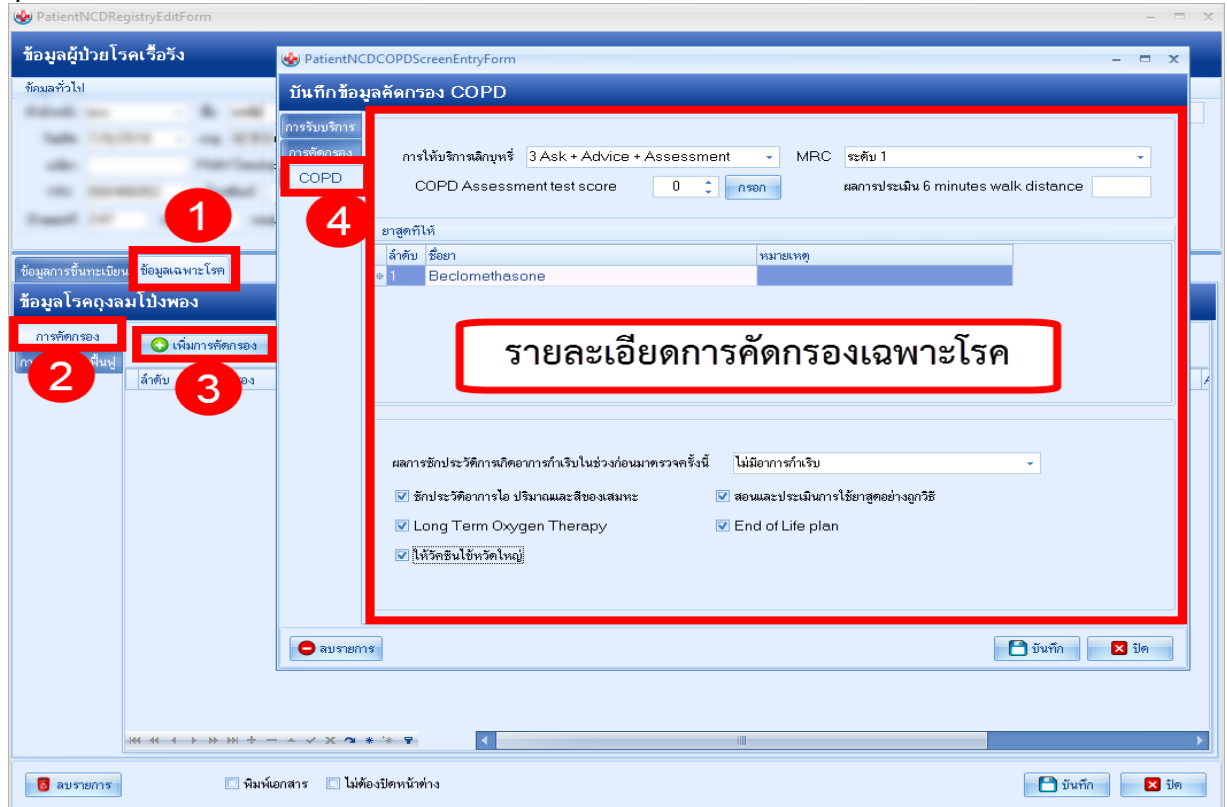 PatientNCDRegistryEditForm
ข้อมูลผู้ป่วยโรคเรื้อรัง
PatientNCDCOPDScreenEntryForm
ข้อมูลทั่วไป
บันทึกข้อมูลคัดกรอง COPD
การรับบริการ
การคัดกรอง
COPD
4
การให้บริการเลิกบุหรี่ 3 Ask + Advice + Assessment MRC ระดับ 1
COPD Assessment test score 0 กรอก ผลการประเมิน 6 minutes walk distance
1
ยาสูดที่ให้
ลำดับ ชื่อยา หมายเหตุ
1 Beclomethasone
ข้อมูลการขึ้นทะเบียน ข้อมูลเฉพาะโรค
ข้อมูลโรคถุงลมโป่งพอง
การคัดกรอง
2
เพิ่มการคัดกรอง
3
ลำดับ
รายละเอียดการคัดกรองเฉพาะโรค
ผลการซักประวัติการเกิดอาการกำเริบในช่วงก่อนมาตรวจครั้งนี้ ไม่มีอาการกำเริบ
ซักประวัติอาการไอ ปริมาณและสีของเสมหะ สอนและประเมินการใช้ยาสูดอย่างถูกวิธี
Long Term Oxygen Therapy End of Life plan
ให้วัคซีนไข้หวัดใหญ่
ลบรายการ บันทึก ปิด
ลบรายการ พิมพ์เอกสาร ไม่ต้องปิดหน้าต่าง บันทึก ปิด